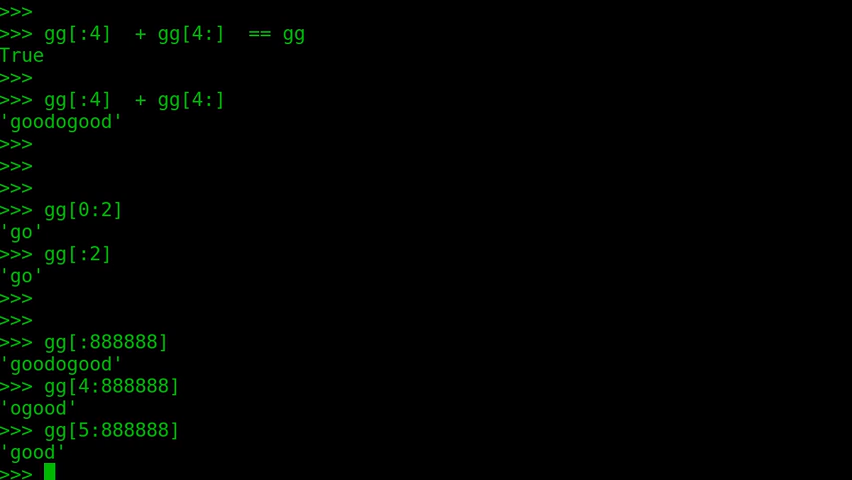 >>>
>>> gg[:4]  + gg[4:]  == gg
True
>>>
>>> gg[:4]  + gg[4:]
'goodogood'
>>>
>>>
>>>
>>> gg[0:2]
'go'
>>> gg[:2]
'go'
>>>
>>>
>>> gg[:888888]
'goodogood'
>>> gg[4:888888]
'ogood'
>>> gg[5:888888]
'good'
>>>